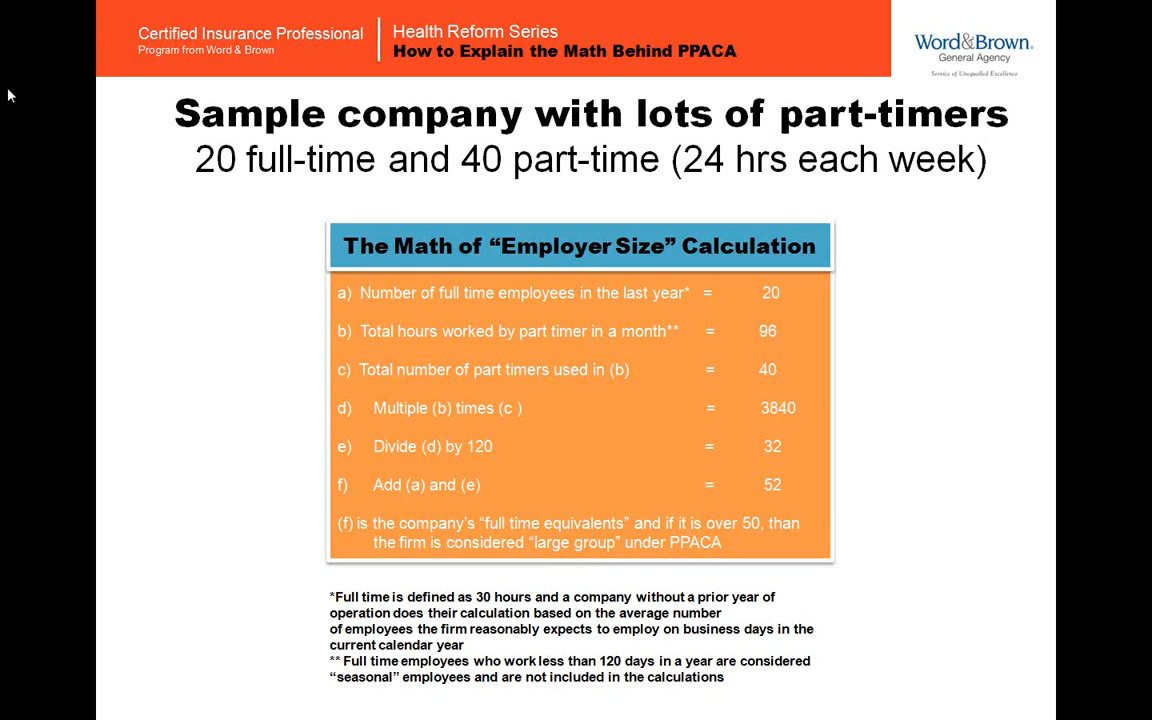 Certified Insurance Professional
Program from Word & Brown
Health Reform Series
How to Explain the Math Behind PPACA
Word&Brown®
General Agency
Service of Unequalled Excellence
Sample company with lots of part-timers
20 full-time and 40 part-time (24 hrs each week)
The Math of “Employer Size” Calculation
a) Number of full time employees in the last year* = 20
b) Total hours worked by part timer in a month** = 96
c) Total number of part timers used in (b) = 40
d) Multiple (b) times (c ) = 3840
e) Divide (d) by 120 = 32
f) Add (a) and (e) = 52
(f) is the company’s “full time equivalents” and if it is over 50, than
the firm is considered “large group” under PPACA
*Full time is defined as 30 hours and a company without a prior year of
operation does their calculation based on the average number
of employees the firm reasonably expects to employ on business days in the
current calendar year
** Full time employees who work less than 120 days in a year are considered
“seasonal” employees and are not included in the calculations